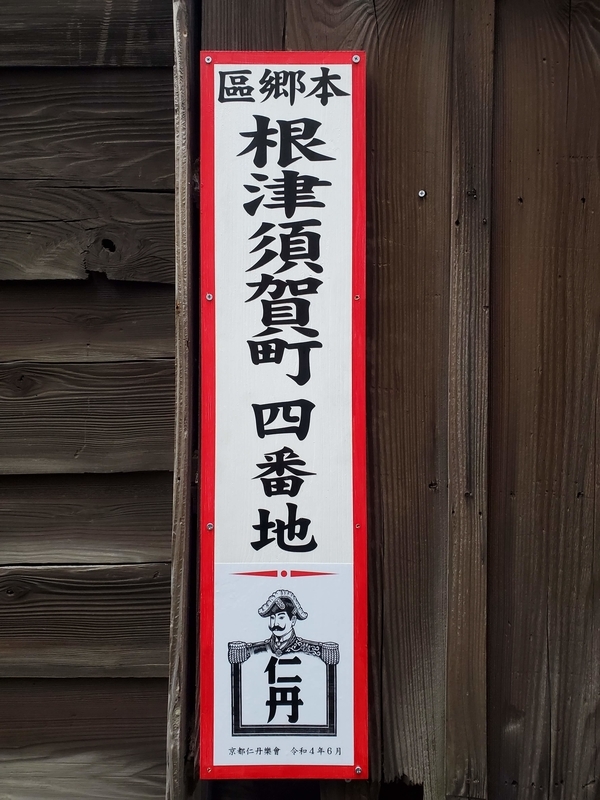 本郷區
根津須賀町 四番地
仁丹
京都仁丹樂會 令和4年6月